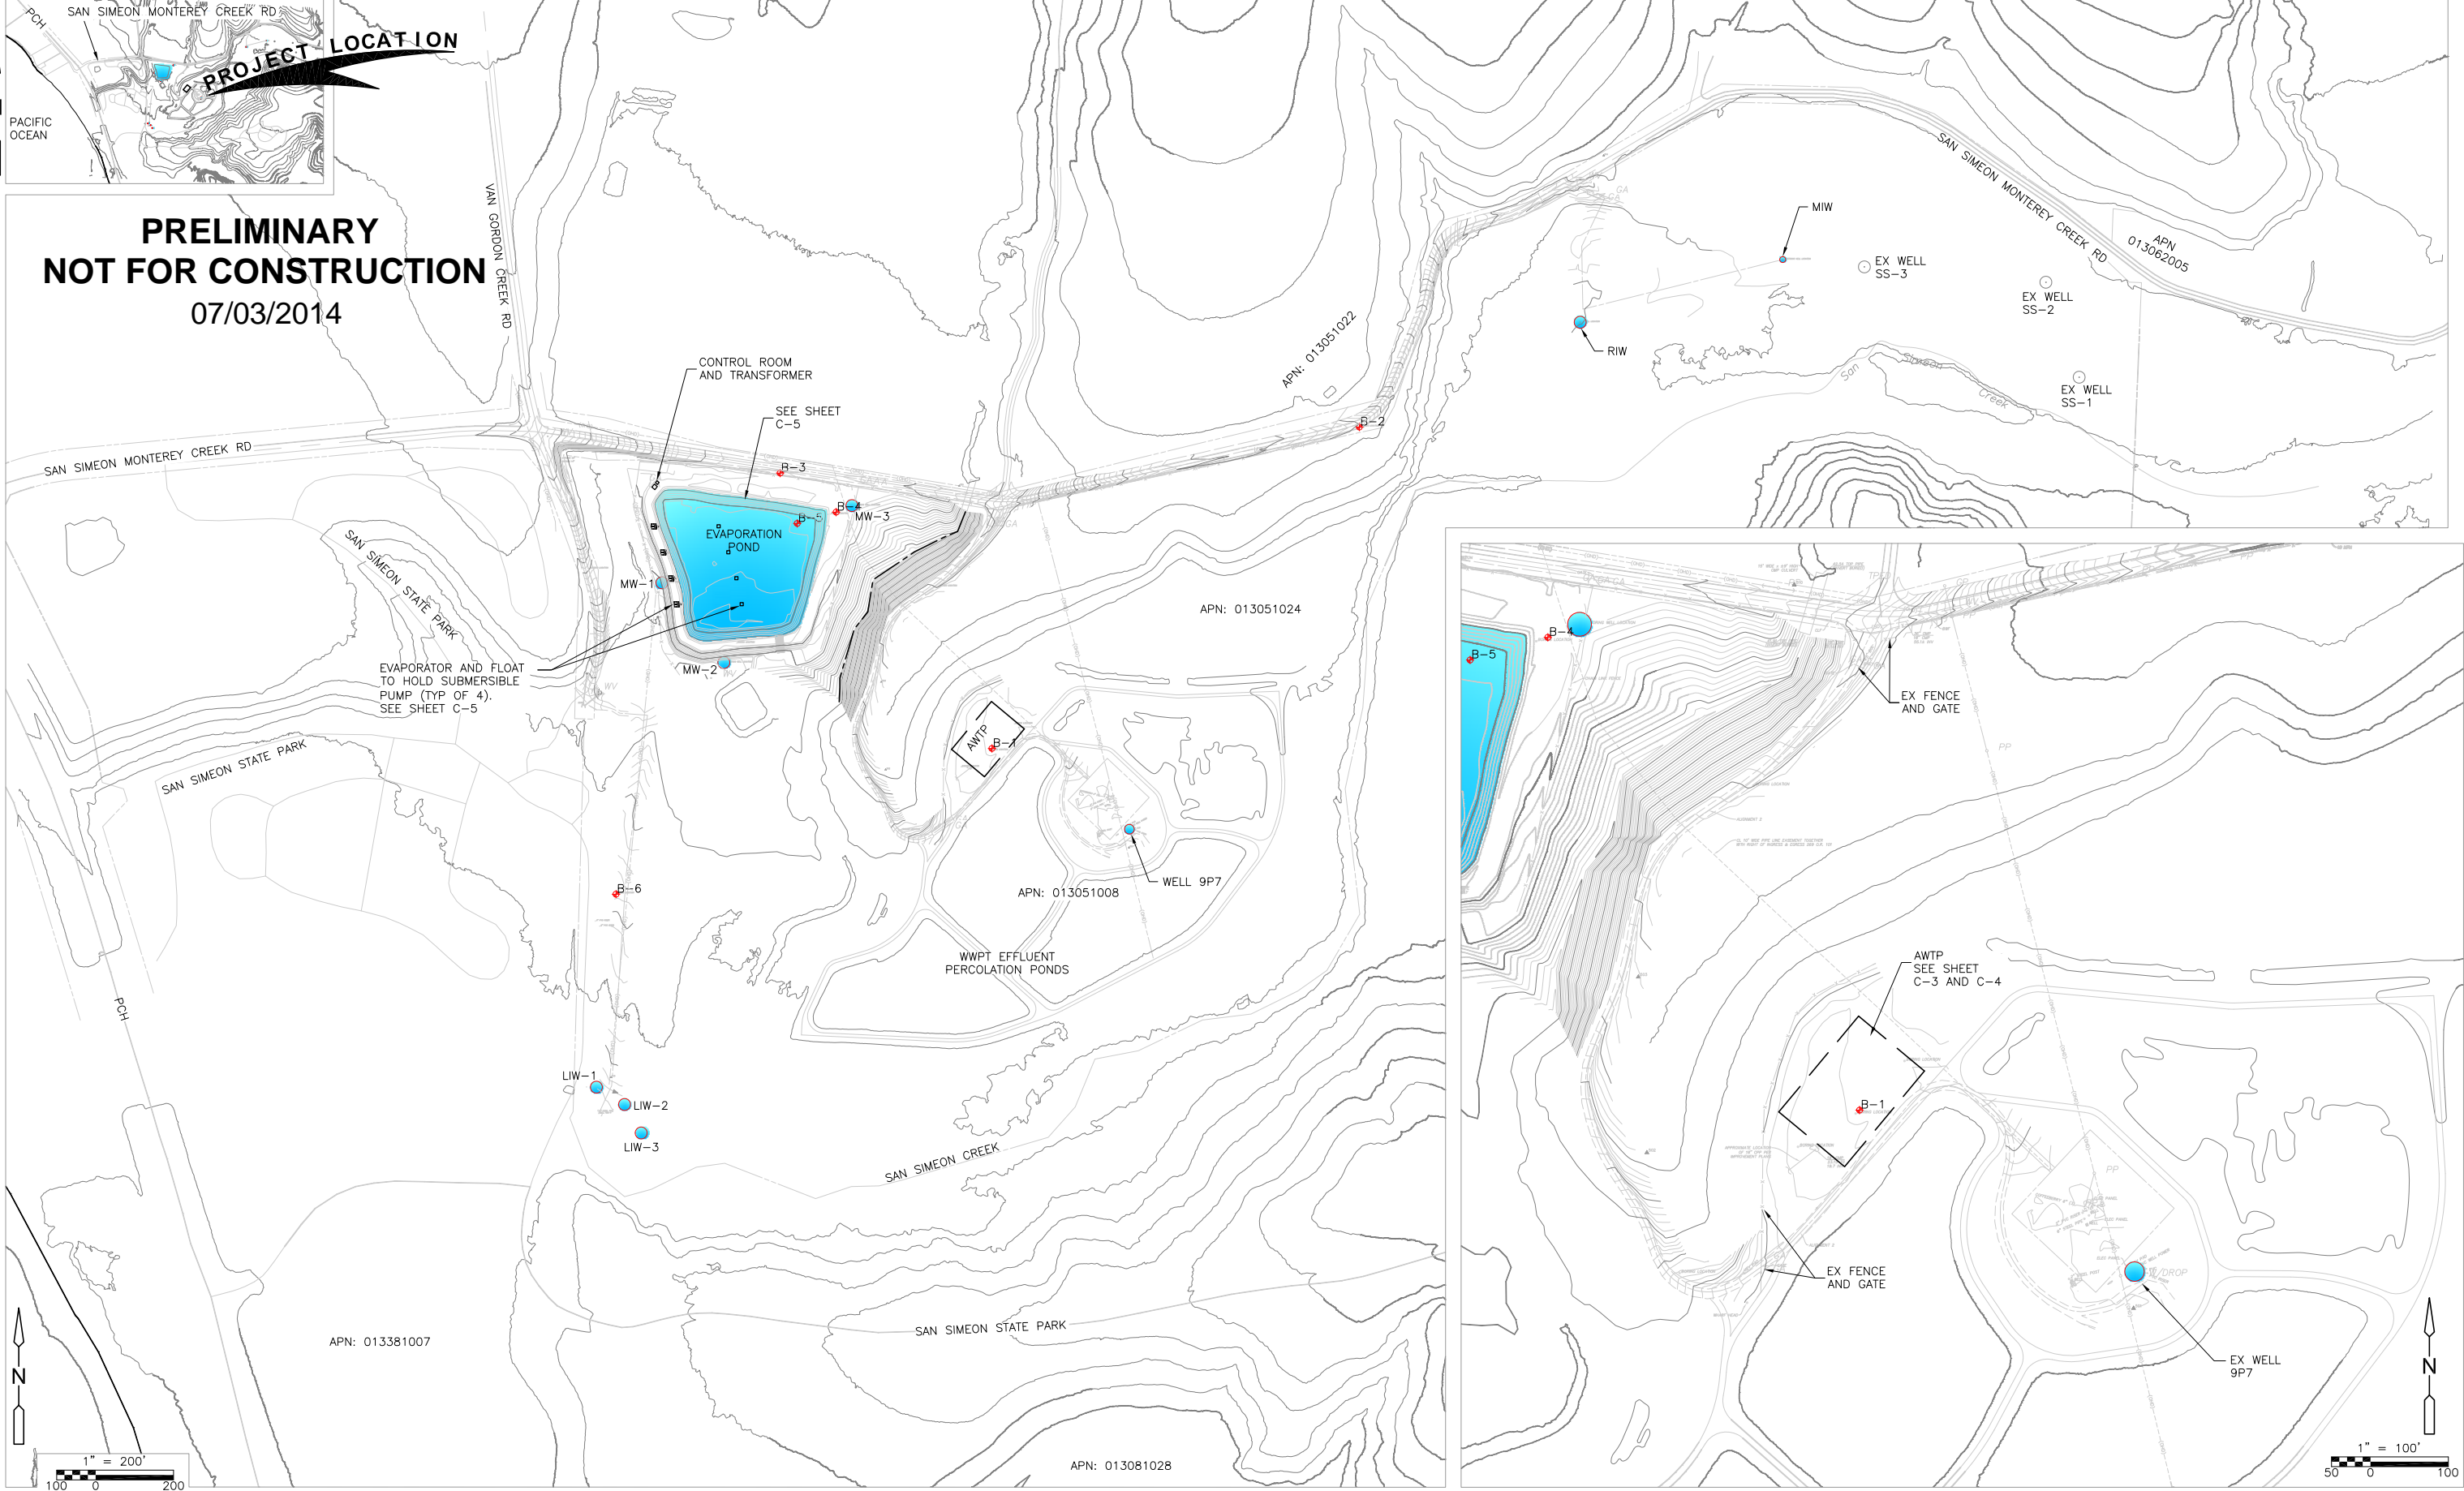 SAN SIMEON MONTEREY CREEK RD
PCH
PROJECT LOCATION
PACIFIC
OCEAN
PRELIMINARY
NOT FOR CONSTRUCTION
07/03/2014
VAN GORDON CREEK RD
SAN SIMEON MONTEREY CREEK RD
CONTROL ROOM
AND TRANSFORMER
SEE SHEET
C-5
B-3
B-4
MW-3
B-5
EVAPORATION
POND
MW-1
MW-2
WV
EVAPORATOR AND FLOAT
TO HOLD SUBMERSIBLE
PUMP (TYP OF 4).
SEE SHEET C-5
SAN SIMEON STATE PARK
SAN SIMEON STATE PARK
PCH
APN: 013051022
B-2
MIW
RIW
EX WELL
SS-3
EX WELL
SS-2
EX WELL
SS-1
San
Simeon
Creek
SAN SIMEON MONTEREY CREEK RD
APN
013062005
APN: 013051024
AWTP
B-1
WELL 9P7
APN: 013051008
WWPT EFFLUENT
PERCOLATION PONDS
B-6
LIW-1
LIW-2
LIW-3
SAN SIMEON CREEK
SAN SIMEON STATE PARK
APN: 013381007
APN: 013081028
N
1" = 200'
100 0 200
B-4
B-5
EX FENCE
AND GATE
PP
AWTP
SEE SHEET
C-3 AND C-4
B-1
PP
EX FENCE
AND GATE
EX WELL
9P7
N
1" = 100'
50 0 100